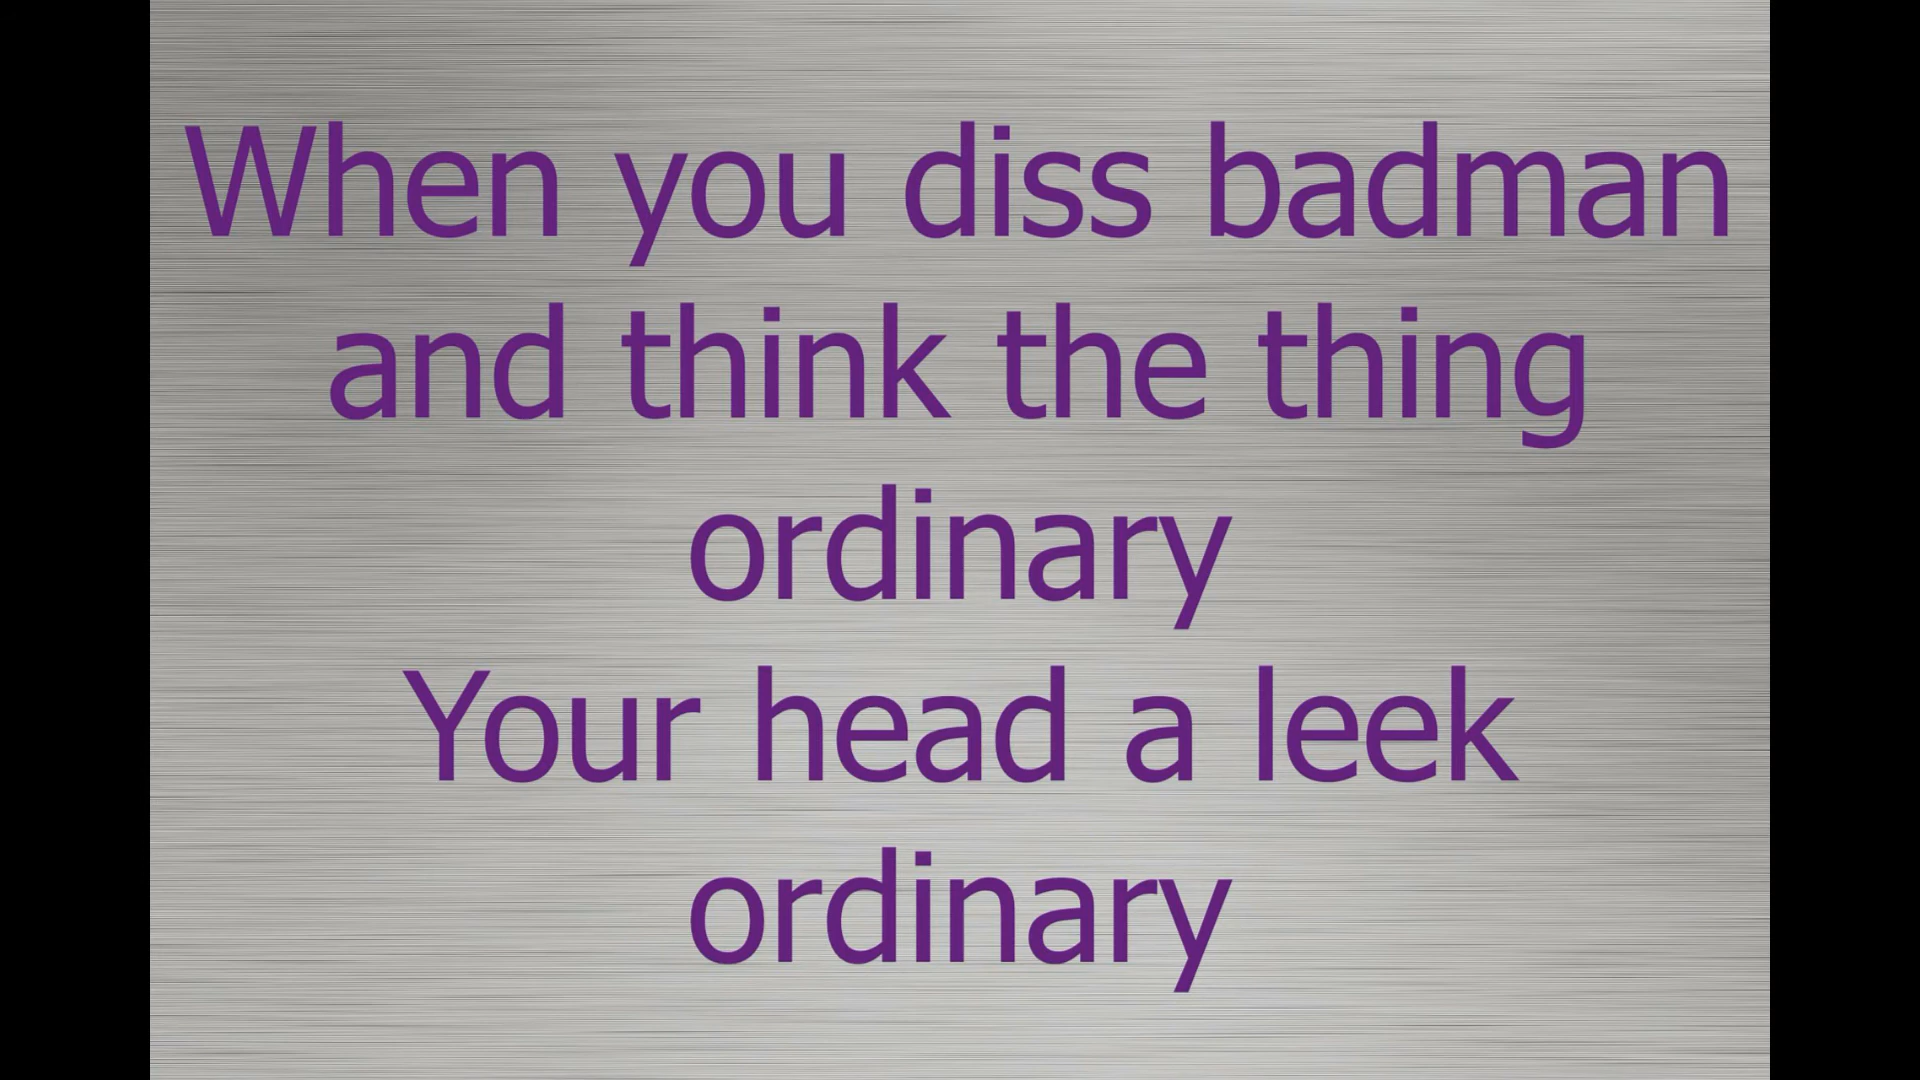 When you diss badman
and think the thing
ordinary
Your head a leek
ordinary